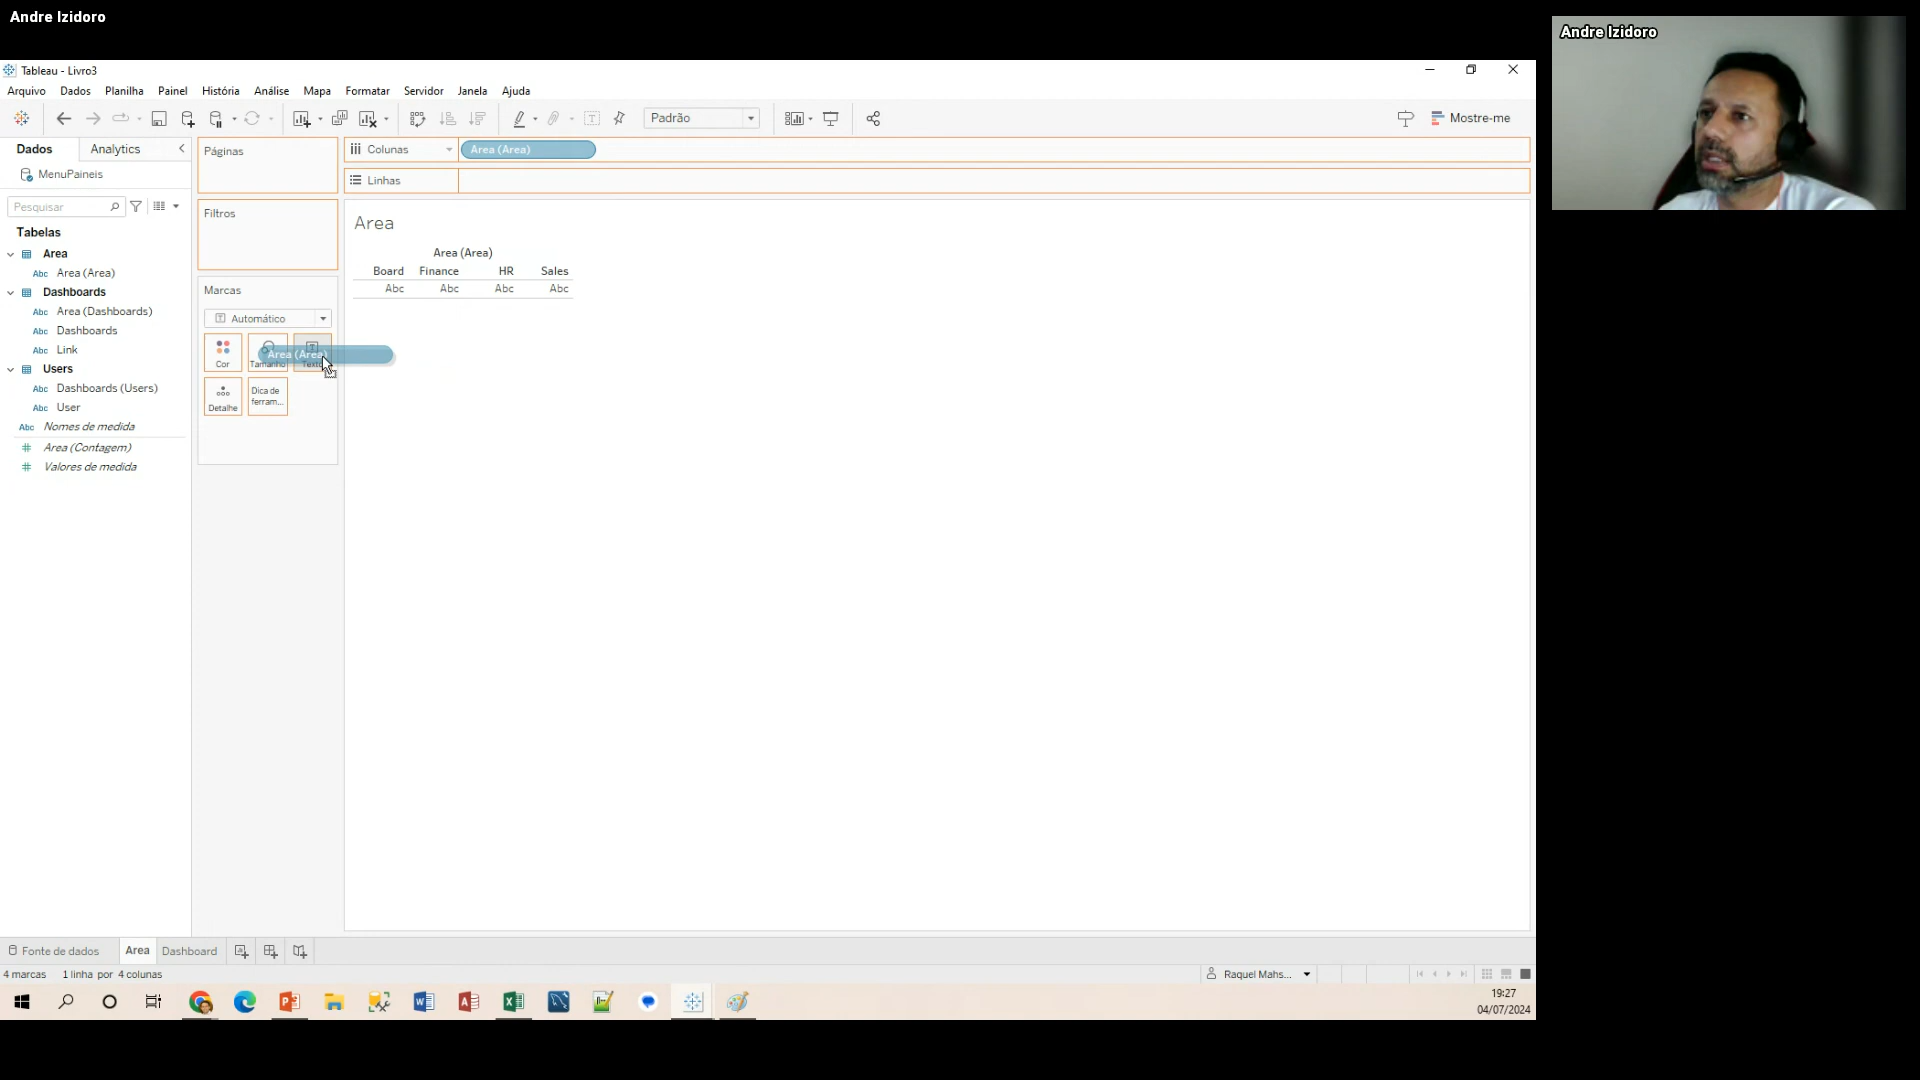 Andre Izidoro
Andre Izidoro
Tableau - Livro3
Arquivo Dados Planilha Painel História Análise Mapa Formatar Servidor Janela Ajuda
Padrão
Mostre-me
Dados Analytics
MenuPaineis
Pesquisar
Tabelas
Area
Abc Area (Area)
Dashboards
Abc Area (Dashboards)
Abc Dashboards
Abc Link
Users
Abc Dashboards (Users)
Abc User
Abc Nomes de medida
# Area (Contagem)
# Valores de medida
Páginas
Filtros
Marcas
Automático
Cor Tamanho Texto
Area (Area)
Detalhe
Dica de
ferram...
Colunas Area (Area)
Linhas
Area
Area (Area)
Board Finance HR Sales
Abc Abc Abc Abc
Fonte de dados Area Dashboard
4 marcas 1 linha por 4 colunas
Raquel Mahs...
19:27
04/07/2024